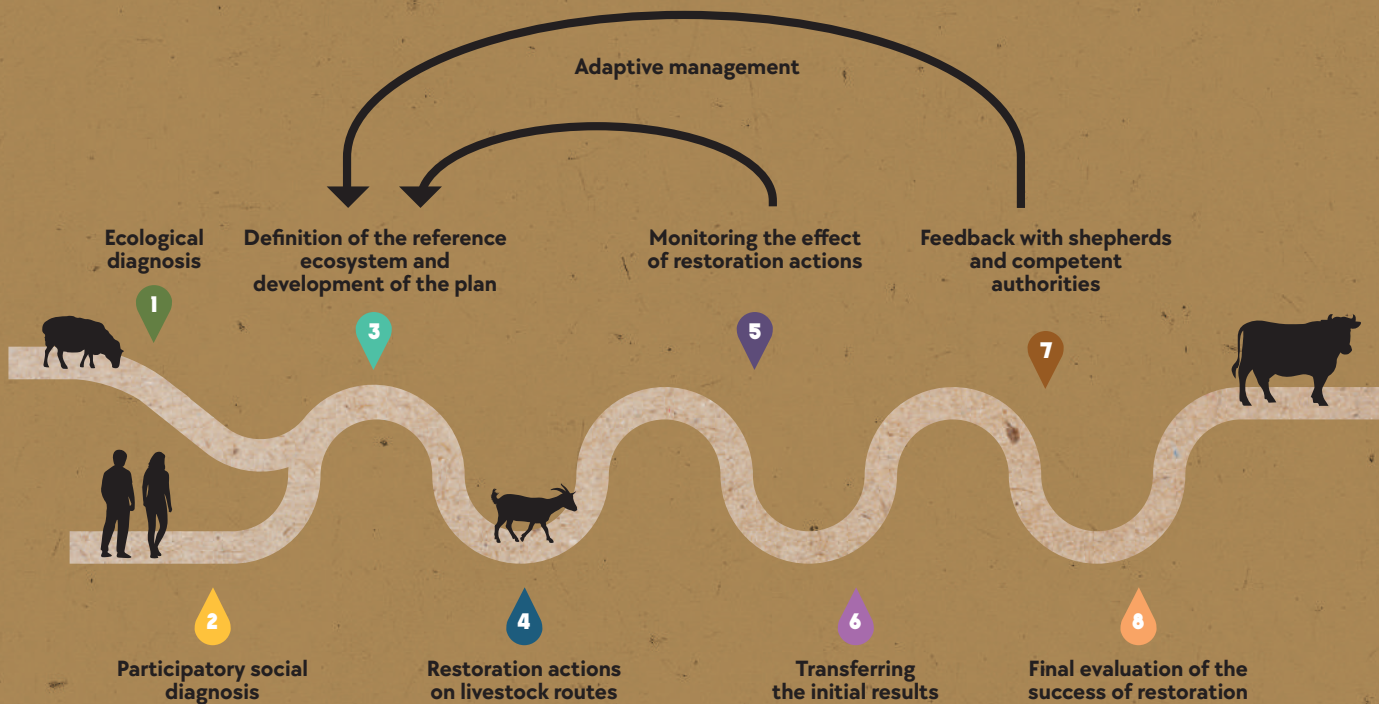 Adaptive management
Ecological
diagnosis
1
Definition of the reference
ecosystem and
development of the plan
3
Monitoring the effect
of restoration actions
5
Feedback with shepherds
and competent
authorities
7
2
Participatory social
diagnosis
4
Restoration actions
on livestock routes
6
Transferring
the initial results
8
Final evaluation of the
success of restoration